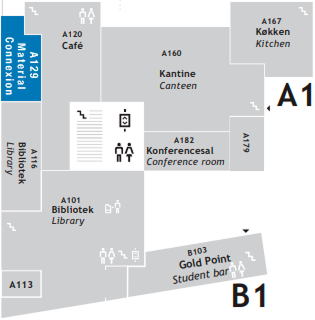 A120
Café
A167
Køkken
Kitchen
A129
Material
Connexion
A160
Kantine
Canteen
A1
A116
Bibliotek
Library
A182
Konferencesal
Conference room
A179
A101
Bibliotek
Library
B103
Gold Point
Student bar
A113
B1